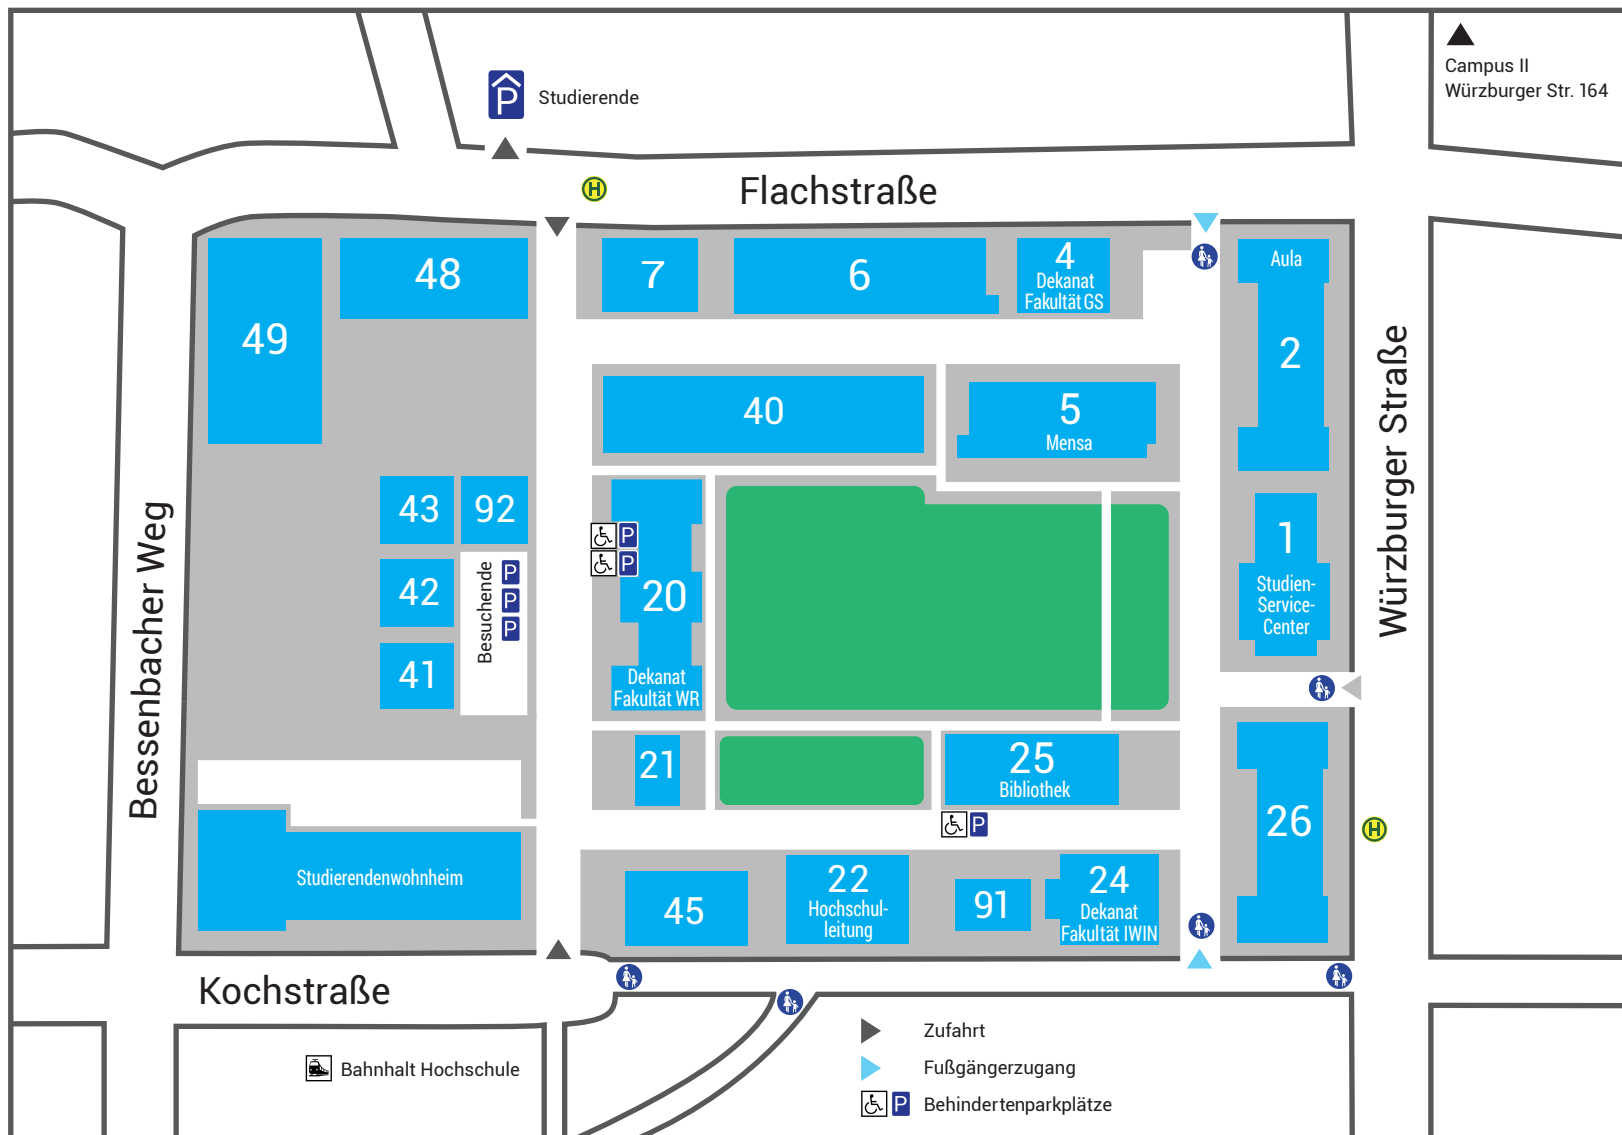 Campus II
Würzburger Str. 164
P
Studierende
H
Flachstraße
48
7
6
4
Dekanat
Fakultät GS
Aula
49
2
40
5
Mensa
Würzburger Straße
43
92
1
Studien-
Service-
Center
Bessenbacher Weg
42
Besuchende
P
P
P
P
P
20
41
Dekanat
Fakultät WR
21
25
Bibliothek
P
26
H
Studierendenwohnheim
45
22
Hochschul-
leitung
91
24
Dekanat
Fakultät IWIN
Kochstraße
Zufahrt
Bahnhalt Hochschule
Fußgängerzugang
P
Behindertenparkplätze